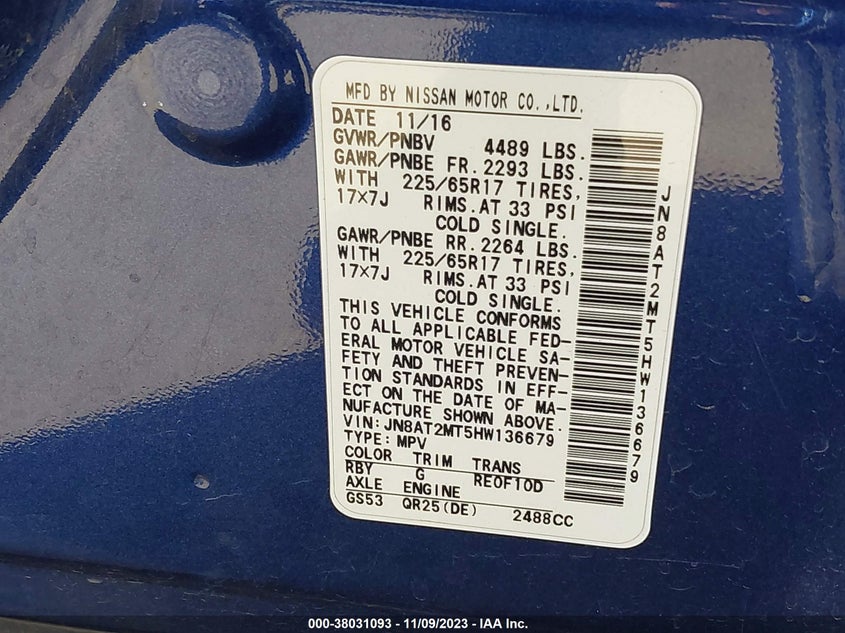 MFD BY NISSAN MOTOR CO.,LTD.
DATE 11/16
GVWR/PNBV 4489 LBS.
GAWR/PNBE FR. 2293 LBS.
WITH 225/65R17 TIRES,
17×7J RIMS. AT 33 PSI
COLD SINGLE.
GAWR/PNBE RR. 2264 LBS.
WITH 225/65R17 TIRES,
17×7J RIMS. AT 33 PSI
COLD SINGLE.
THIS VEHICLE CONFORMS
TO ALL APPLICABLE FED-
ERAL MOTOR VEHICLE SA-
FETY AND THEFT PREVEN-
TION STANDARDS IN EFF-
ECT ON THE DATE OF MA-
NUFACTURE SHOWN ABOVE.
VIN: JN8AT2MT5HW136679
TYPE: MPV
COLOR TRIM TRANS
RBY G RE0F10D
AXLE ENGINE
GS53 QR25(DE) 2488CC
JN8AT2MT5HW136679
000-38031093 - 11/09/2023 - IAA Inc.